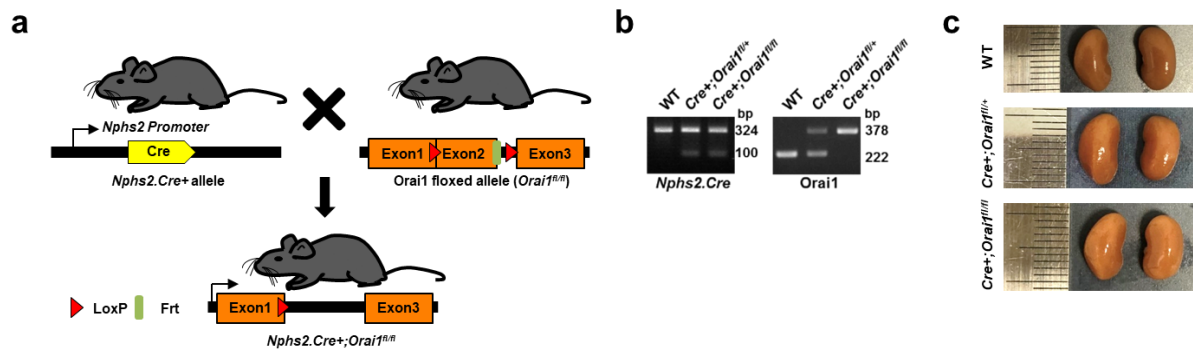 a
Nphs2 Promoter
Cre
Nphs2.Cre+ allele
Exon1
Exon2
Exon3
Orai1 floxed allele (Orai1fl/fl)
LoxP
Frt
Exon1
Exon3
Nphs2.Cre+;Orai1fl/fl
b
WT
Cre+;Orai1fl/+
Cre+;Orai1fl/fl
bp
324
100
Nphs2.Cre
WT
Cre+;Orai1fl/+
Cre+;Orai1fl/fl
bp
378
222
Orai1
c
WT
Cre+;Orai1fl/+
Cre+;Orai1fl/fl